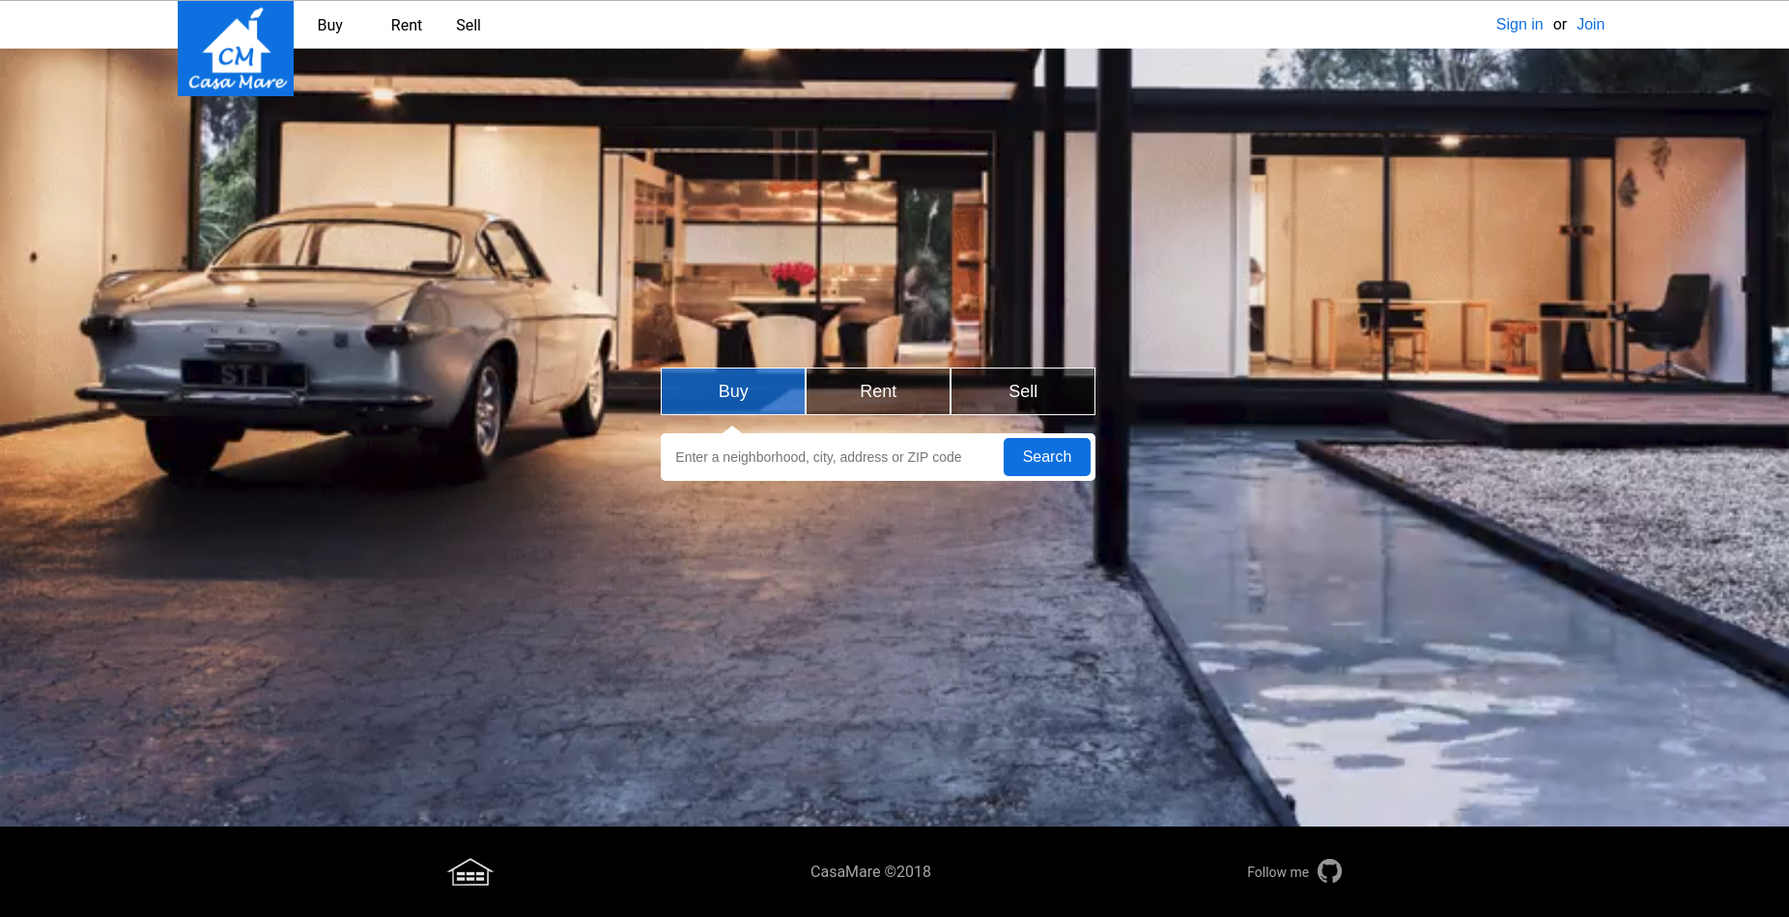 Buy Rent Sell
Sign in or Join
CM
Casa Mare
ST 1
Buy Rent Sell
Enter a neighborhood, city, address or ZIP code
Search
CasaMare ©2018
Follow me